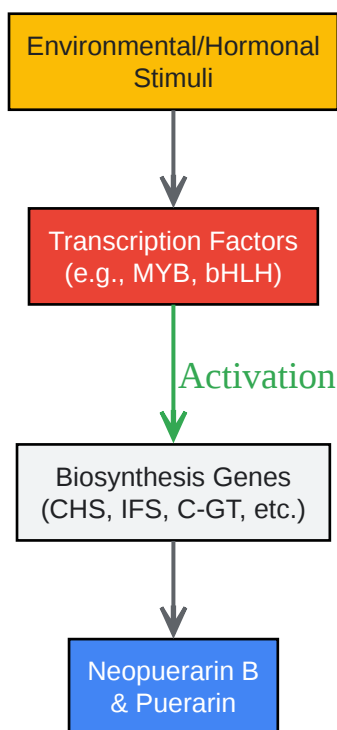 Environmental/Hormonal
Stimuli
Transcription Factors
(e.g., MYB, bHLH)
Activation
Biosynthesis Genes
(CHS, IFS, C-GT, etc.)
Neopuerarin B
& Puerarin